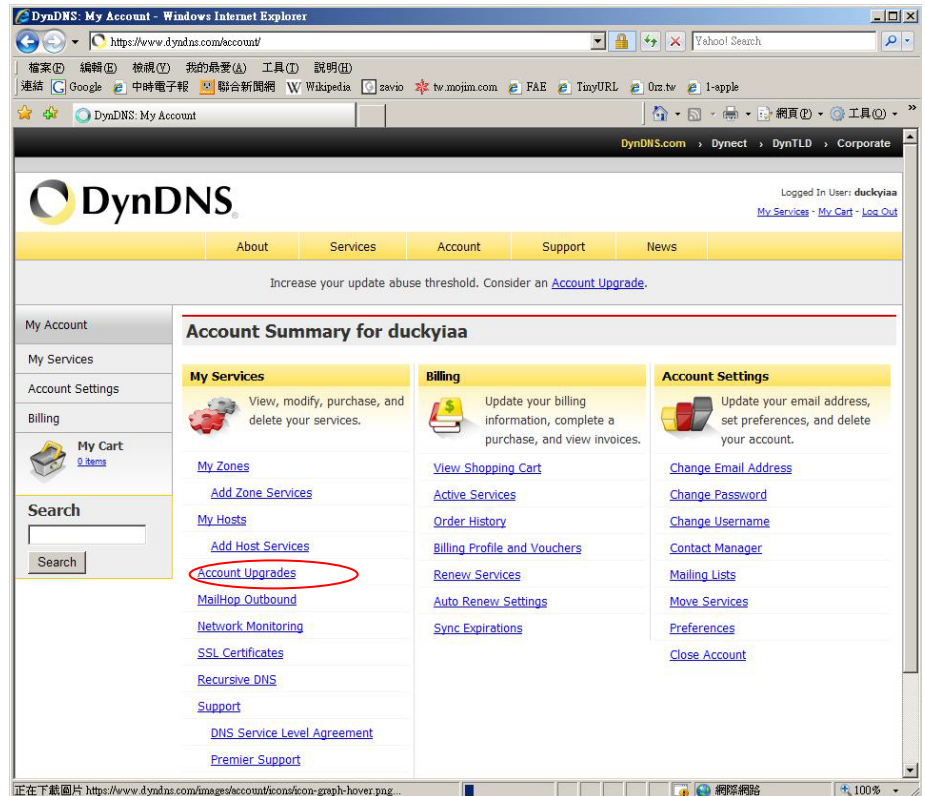 DynDNS: My Account - Windows Internet Explorer
https://www.dyndns.com/account/
Yahoo! Search
檔案(F) 編輯(E) 檢視(V) 我的最愛(A) 工具(T) 說明(H)
連結 Google 中時電子報 聯合新聞網 Wikipedia zavio tw.mojim.com FAE TinyURL 0rz.tw 1-apple
DynDNS: My Account
網頁(P) 工具(O)
DynDNS.com › Dynect › DynTLD › Corporate
DynDNS
Logged In User: duckyiaa
My Services - My Cart - Log Out
About Services Account Support News
Increase your update abuse threshold. Consider an Account Upgrade.
My Account
My Services
Account Settings
Billing
My Cart
0 items
Search
Search
Account Summary for duckyiaa
My Services
View, modify, purchase, and
delete your services.
My Zones
Add Zone Services
My Hosts
Add Host Services
Account Upgrades
MailHop Outbound
Network Monitoring
SSL Certificates
Recursive DNS
Support
DNS Service Level Agreement
Premier Support
Billing
Update your billing
information, complete a
purchase, and view invoices.
View Shopping Cart
Active Services
Order History
Billing Profile and Vouchers
Renew Services
Auto Renew Settings
Sync Expirations
Account Settings
Update your email address,
set preferences, and delete
your account.
Change Email Address
Change Password
Change Username
Contact Manager
Mailing Lists
Move Services
Preferences
Close Account
正在下載圖片 https://www.dyndns.com/images/account/icons/icon-graph-hover.png...
網際網路
100%